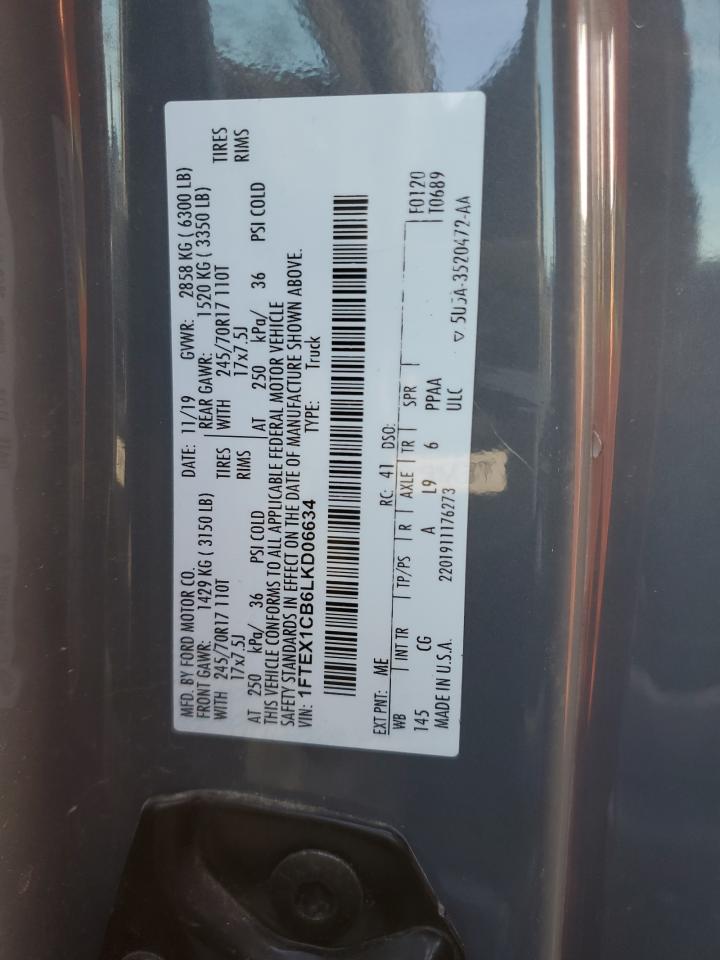 MFD. BY FORD MOTOR CO. DATE: 11/19 GVWR: 2858 KG ( 6300 LB)
FRONT GAWR: 1429 KG ( 3150 LB) REAR GAWR: 1520 KG ( 3350 LB)
WITH 245/70R17 110T TIRES WITH 245/70R17 110T TIRES
17x7.5J RIMS 17x7.5J RIMS
AT 250 kPa/ 36 PSI COLD AT 250 kPa/ 36 PSI COLD
THIS VEHICLE CONFORMS TO ALL APPLICABLE FEDERAL MOTOR VEHICLE
SAFETY STANDARDS IN EFFECT ON THE DATE OF MANUFACTURE SHOWN ABOVE.
VIN: 1FTEX1CB6LKD06634 TYPE: Truck
EXT PNT: ME RC: 41 DSO:
WB INT TR TP/PS R AXLE TR SPR F0120
145 CG A L9 6 PPAA T0689
MADE IN U.S.A. 2201911176273 ULC ▽ 5U5A-3520472-AA